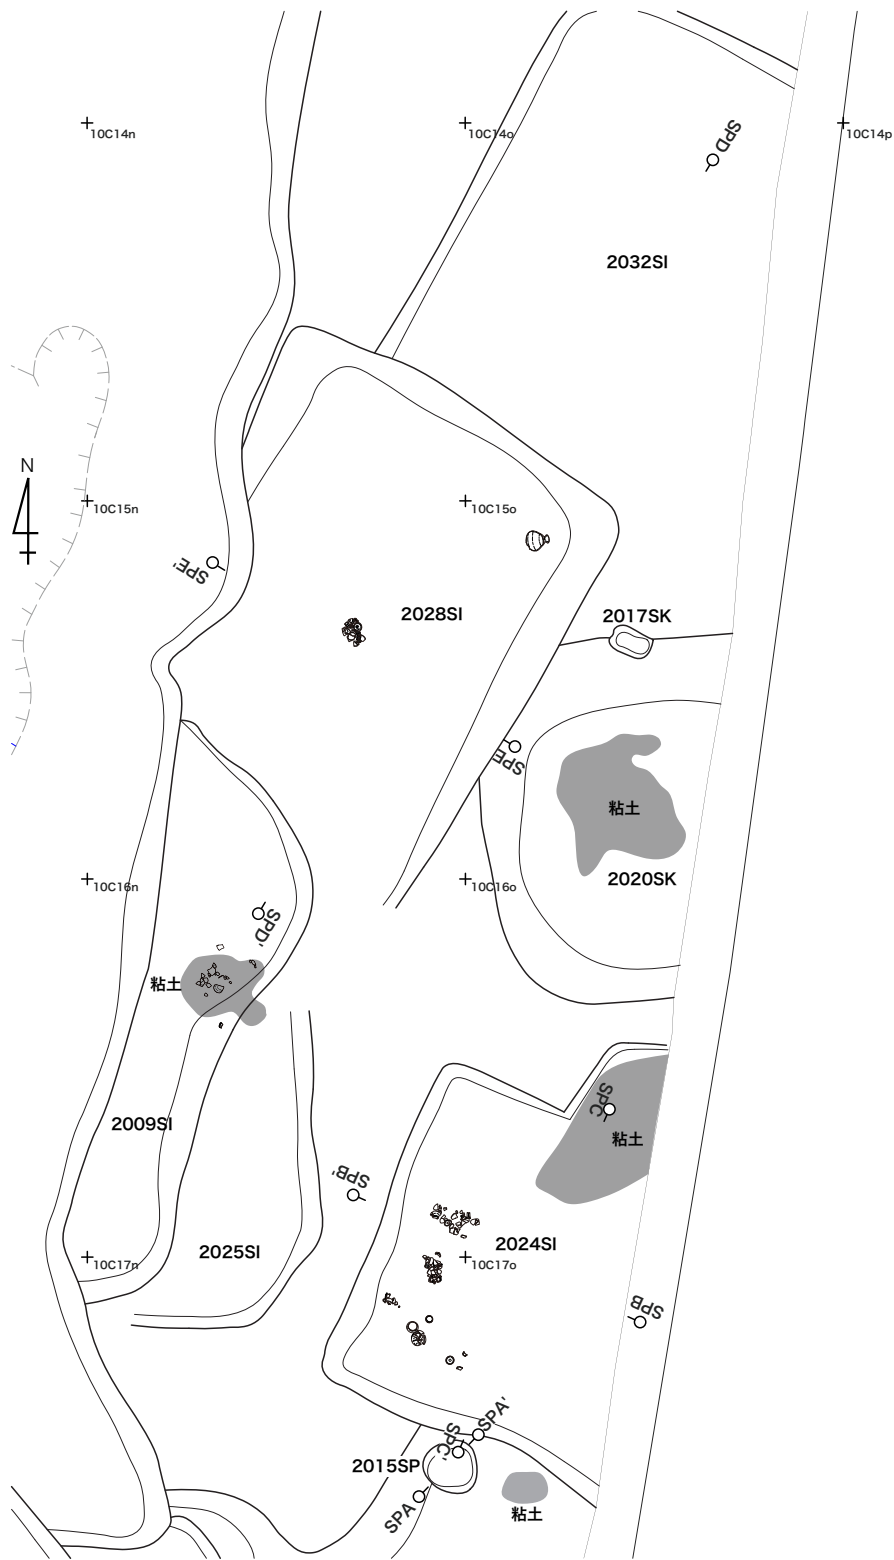 10C14n
10C14o
SPD
10C14p
2032SI
N
10C15n
10C15o
SPE'
2028SI
2017SK
SPE
粘土
10C16n
10C16o
2020SK
SPD'
粘土
SPC
2009SI
粘土
SPB'
2025SI
2024SI
10C17n
10C17o
SPB
SPA'
SPC'
2015SP
SPA
粘土